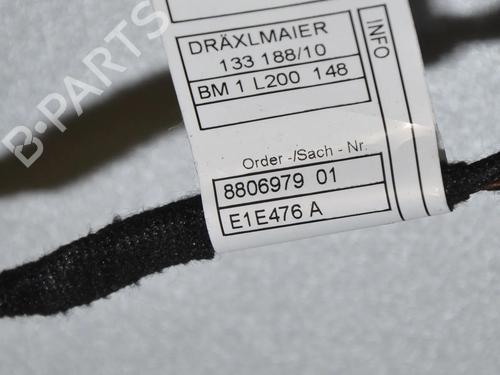 DRÄXLMAIER
133 188/10
BM 1 L200 148
INFO
Order -/Sach - Nr.
8806979 01
E1E476 A
B-PARTS